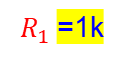 R₁ =1k